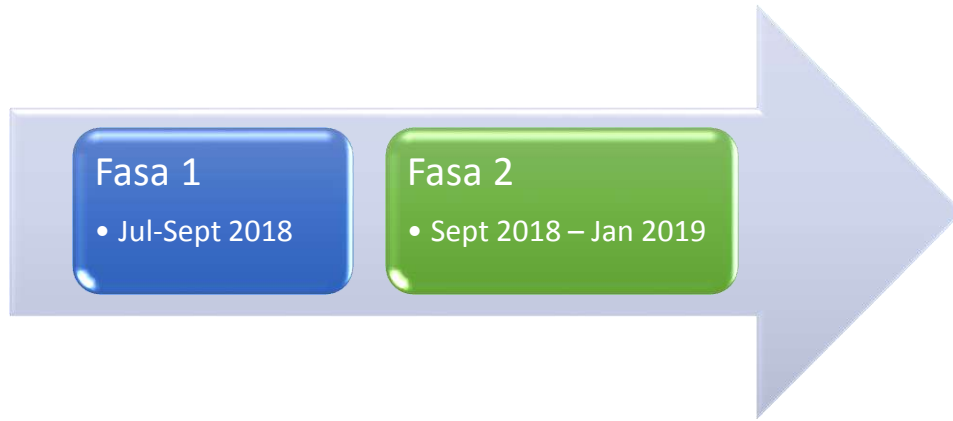 Fasa 1
• Jul-Sept 2018
Fasa 2
• Sept 2018 – Jan 2019